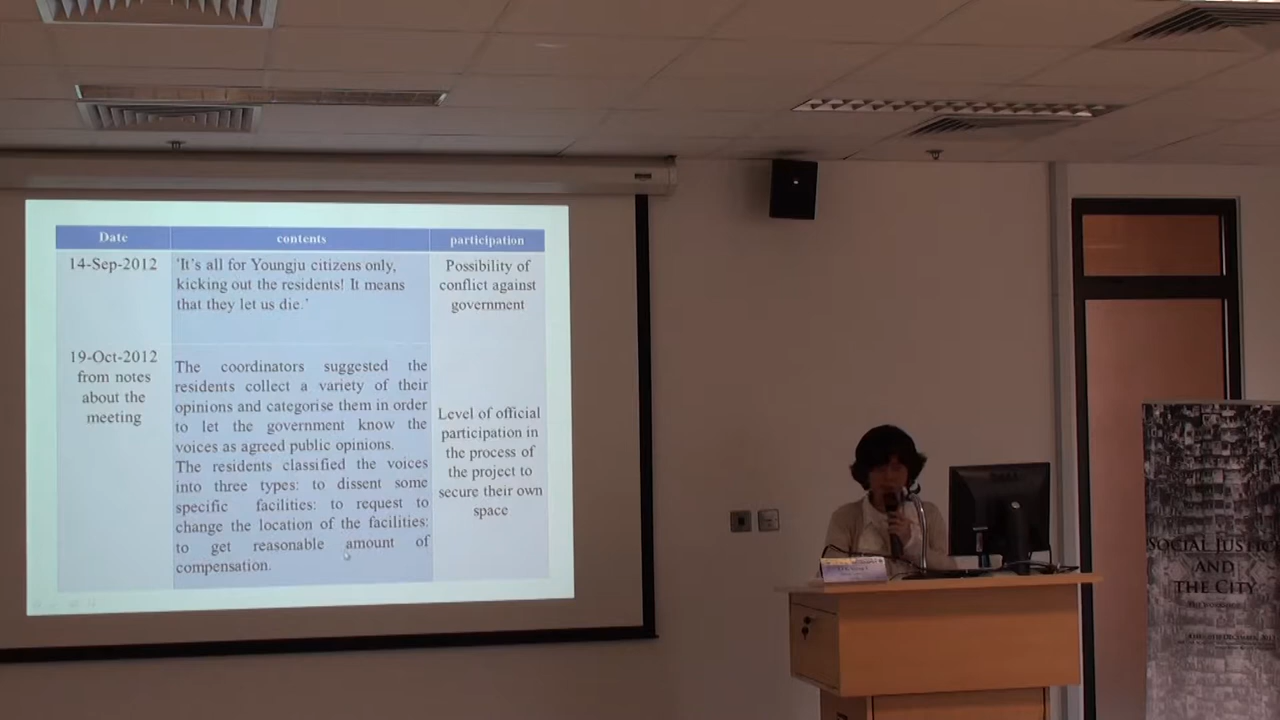 Date
contents
participation
14-Sep-2012
'It's all for Youngju citizens only,
kicking out the residents! It means
that they let us die.'
Possibility of
conflict against
government
19-Oct-2012
from notes
about the
meeting
The coordinators suggested the
residents collect a variety of their
opinions and categorise them in order
to let the government know the
voices as agreed public opinions.
The residents classified the voices
into three types: to dissent some
specific facilities: to request to
change the location of the facilities:
to get reasonable amount of
compensation.
Level of official
participation in
the process of
the project to
secure their own
space
SOCIAL JUSTIC
AND
THE CITY